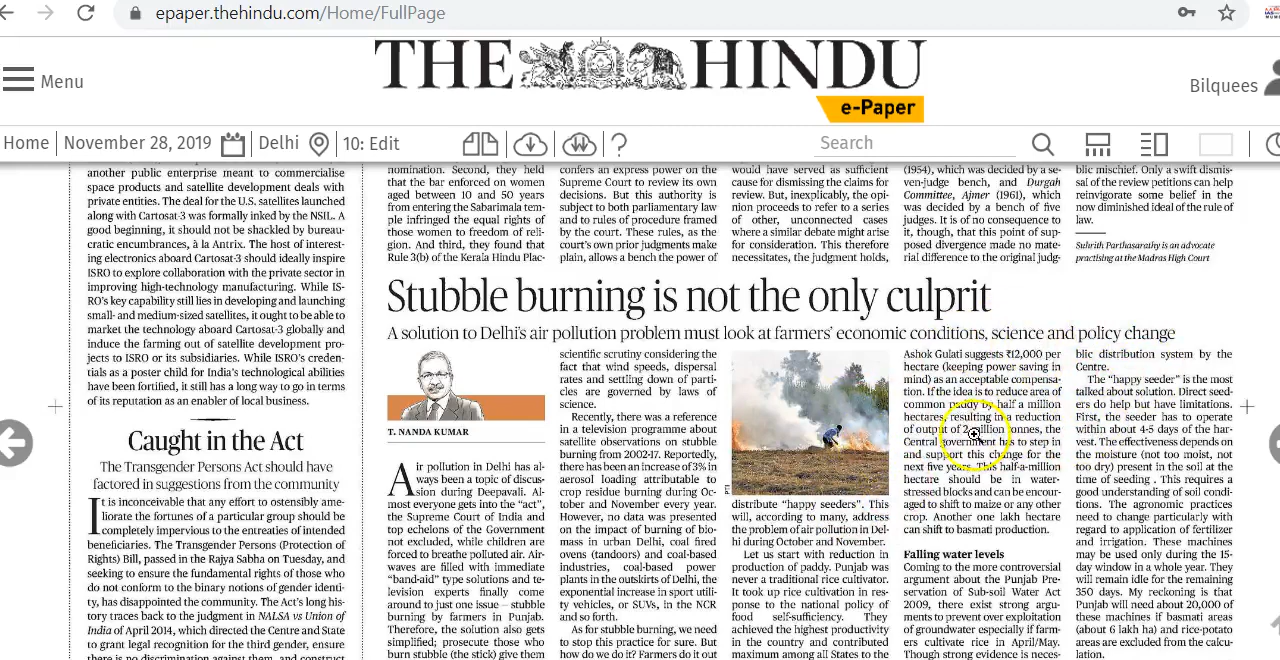 epaper.thehindu.com/Home/FullPage
THE HINDU
e-Paper
Menu
Bilquees
Home
November 28, 2019
Delhi
10: Edit
?
Search
another public enterprise meant to commercialise
space products and satellite development deals with
private entities. The deal for the U.S. satellites launched
along with Cartosat-3 was formally inked by the NSIL. A
good beginning, it should not be shackled by bureau-
cratic encumbrances, à la Antrix. The host of interest-
ing electronics aboard Cartosat-3 should ideally inspire
ISRO to explore collaboration with the private sector in
improving high-technology manufacturing. While IS-
RO's key capability still lies in developing and launching
small- and medium-sized satellites, it ought to be able to
market the technology aboard Cartosat-3 globally and
induce the farming out of satellite development pro-
jects to ISRO or its subsidiaries. While ISRO's creden-
tials as a poster child for India's technological abilities
have been fortified, it still has a long way to go in terms
of its reputation as an enabler of local business.
Caught in the Act
The Transgender Persons Act should have
factored in suggestions from the community
It is inconceivable that any effort to ostensibly ame-
liorate the fortunes of a particular group should be
completely impervious to the entreaties of intended
beneficiaries. The Transgender Persons (Protection of
Rights) Bill, passed in the Rajya Sabha on Tuesday, and
seeking to ensure the fundamental rights of those who
do not conform to the binary notions of gender identi-
ty, has disappointed the community. The Act's long his-
tory traces back to the judgment in NALSA vs Union of
India of April 2014, which directed the Centre and State
to grant legal recognition for the third gender, ensure
there is no discrimination against them, and construct
nomination. Second, they held
that the bar enforced on women
aged between 10 and 50 years
from entering the Sabarimala tem-
ple infringed the equal rights of
those women to freedom of reli-
gion. And third, they found that
Rule 3(b) of the Kerala Hindu Plac-
confers an express power on the
Supreme Court to review its own
decisions. But this authority is
subject to both parliamentary law
and to rules of procedure framed
by the court. These rules, as the
court's own prior judgments make
plain, allows a bench the power of
would have served as sufficient
cause for dismissing the claims for
review. But, inexplicably, the opi-
nion proceeds to refer to a series
of other, unconnected cases
where a similar debate might arise
for consideration. This therefore
necessitates, the judgment holds,
(1954), which was decided by a se-
ven-judge bench, and Durgah
Committee, Ajmer (1961), which
was decided by a bench of five
judges. It is of no consequence to
it, though, that this point of sup-
posed divergence made no mate-
rial difference to the original judg-
blic mischief. Only a swift dismis-
sal of the review petitions can help
reinvigorate some belief in the
now diminished ideal of the rule of
law.
Suhrith Parthasarathy is an advocate
practising at the Madras High Court
Stubble burning is not the only culprit
A solution to Delhi's air pollution problem must look at farmers' economic conditions, science and policy change
T. NANDA KUMAR
Air pollution in Delhi has al-
ways been a topic of discus-
sion during Deepavali. Al-
most everyone gets into the "act",
the Supreme Court of India and
top echelons of the Government
not excluded, while children are
forced to breathe polluted air. Air-
waves are filled with immediate
"band-aid" type solutions and te-
levision experts finally come
around to just one issue – stubble
burning by farmers in Punjab.
Therefore, the solution also gets
simplified; prosecute those who
burn stubble (the stick) give them
scientific scrutiny considering the
fact that wind speeds, dispersal
rates and settling down of parti-
cles are governed by laws of
science.
Recently, there was a reference
in a television programme about
satellite observations on stubble
burning from 2002-17. Reportedly,
there has been an increase of 3% in
aerosol loading attributable to
crop residue burning during Oc-
tober and November every year.
However, no data was presented
on the impact of burning of bio-
mass in urban Delhi, coal fired
ovens (tandoors) and coal-based
industries, coal-based power
plants in the outskirts of Delhi, the
exponential increase in sport utili-
ty vehicles, or SUVs, in the NCR
and so forth.
As for stubble burning, we need
to stop this practice for sure. But
how do we do it? Farmers do it out
PTI
distribute "happy seeders". This
will, according to many, address
the problem of air pollution in Del-
hi during October and November.
Let us start with reduction in
production of paddy. Punjab was
never a traditional rice cultivator.
It took up rice cultivation in res-
ponse to the national policy of
food self-sufficiency. They
achieved the highest productivity
in the country and contributed
maximum among all States to the
Ashok Gulati suggests ₹12,000 per
hectare (keeping power saving in
mind) as an acceptable compensa-
tion. If the idea is to reduce area of
common paddy by half a million
hectares resulting in a reduction
of output of 2 million tonnes, the
Central government has to step in
and support this change for the
next five years. This half-a-million
hectare should be in water-
stressed blocks and can be encour-
aged to shift to maize or any other
crop. Another one lakh hectare
can shift to basmati production.
Falling water levels
Coming to the more controversial
argument about the Punjab Pre-
servation of Sub-soil Water Act
2009, there exist strong argu-
ments to prevent over exploitation
of groundwater especially if farm-
ers cultivate rice in April/May.
Though strong evidence is neces-
blic distribution system by the
Centre.
The "happy seeder" is the most
talked about solution. Direct seed-
ers do help but have limitations.
First, the seeder has to operate
within about 4-5 days of the har-
vest. The effectiveness depends on
the moisture (not too moist, not
too dry) present in the soil at the
time of seeding . This requires a
good understanding of soil condi-
tions. The agronomic practices
need to change particularly with
regard to application of fertilizer
and irrigation. These machines
may be used only during the 15-
day window in a whole year. They
will remain idle for the remaining
350 days. My reckoning is that
Punjab will need about 20,000 of
these machines if basmati areas
(about 6 lakh ha) and rice-potato
areas are excluded from the calcu-
lation.